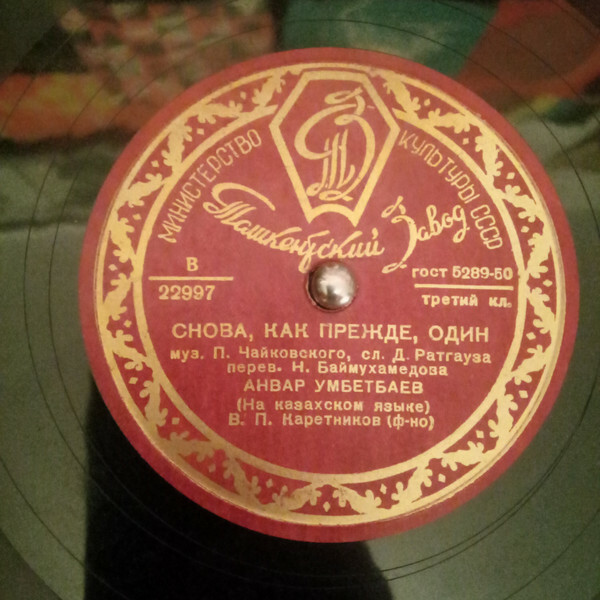 МИНИСТЕРСТВО КУЛЬТУРЫ СССР
ТЗ
Ташкентский Завод
В
22997
ГОСТ 5289-50
третий кл.
СНОВА, КАК ПРЕЖДЕ, ОДИН
муз. П. Чайковского, сл. Д. Ратгауза
перев. Н. Баймухамедова
АНВАР УМБЕТБАЕВ
(На казахском языке)
В. П. Каретников (ф-но)